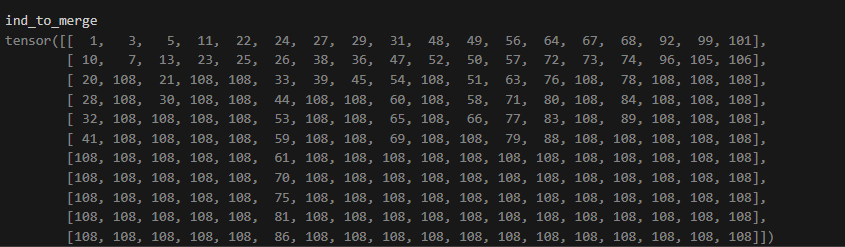 ind_to_merge
tensor([[  1,   3,   5,  11,  22,  24,  27,  29,  31,  48,  49,  56,  64,  67,  68,  92,  99, 101],
        [ 10,   7,  13,  23,  25,  26,  38,  36,  47,  52,  50,  57,  72,  73,  74,  96, 105, 106],
        [ 20, 108,  21, 108, 108,  33,  39,  45,  54, 108,  51,  63,  76, 108,  78, 108, 108, 108],
        [ 28, 108,  30, 108, 108,  44, 108, 108,  60, 108,  58,  71,  80, 108,  84, 108, 108, 108],
        [ 32, 108, 108, 108, 108,  53, 108, 108,  65, 108,  66,  77,  83, 108,  89, 108, 108, 108],
        [ 41, 108, 108, 108, 108,  59, 108, 108,  69, 108, 108,  79,  88, 108, 108, 108, 108, 108],
        [108, 108, 108, 108, 108,  61, 108, 108, 108, 108, 108, 108, 108, 108, 108, 108, 108, 108],
        [108, 108, 108, 108, 108,  70, 108, 108, 108, 108, 108, 108, 108, 108, 108, 108, 108, 108],
        [108, 108, 108, 108, 108,  75, 108, 108, 108, 108, 108, 108, 108, 108, 108, 108, 108, 108],
        [108, 108, 108, 108, 108,  81, 108, 108, 108, 108, 108, 108, 108, 108, 108, 108, 108, 108],
        [108, 108, 108, 108, 108,  86, 108, 108, 108, 108, 108, 108, 108, 108, 108, 108, 108, 108]])